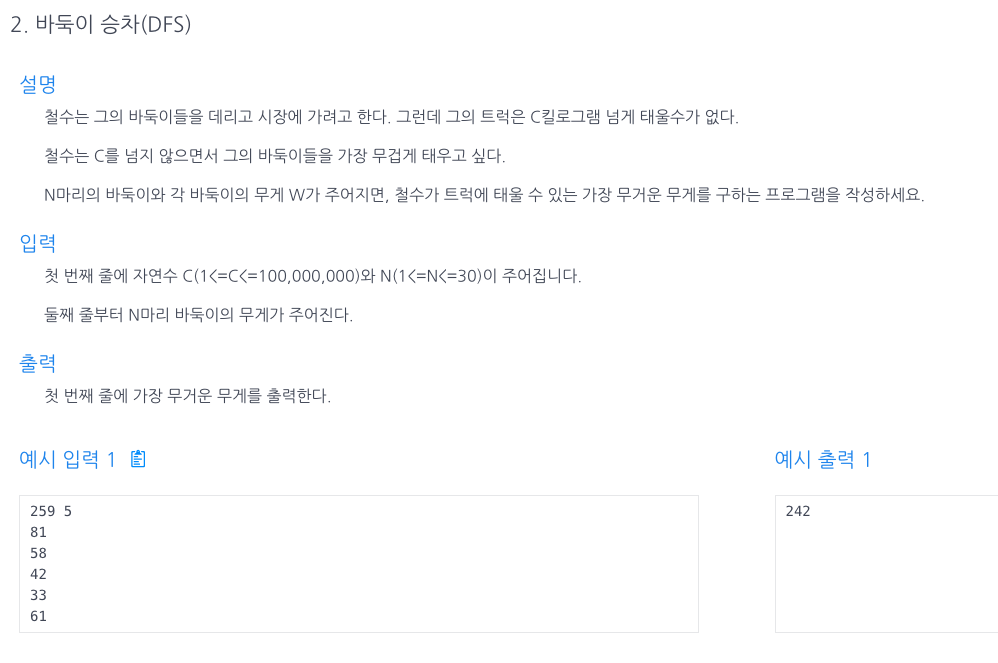 2. 바둑이 승차(DFS)
설명
철수는 그의 바둑이들을 데리고 시장에 가려고 한다. 그런데 그의 트럭은 C킬로그램 넘게 태울수가 없다.
철수는 C를 넘지 않으면서 그의 바둑이들을 가장 무겁게 태우고 싶다.
N마리의 바둑이와 각 바둑이의 무게 W가 주어지면, 철수가 트럭에 태울 수 있는 가장 무거운 무게를 구하는 프로그램을 작성하세요.
입력
첫 번째 줄에 자연수 C(1<=C<=100,000,000)와 N(1<=N<=30)이 주어집니다.
둘째 줄부터 N마리 바둑이의 무게가 주어진다.
출력
첫 번째 줄에 가장 무거운 무게를 출력한다.
예시 입력 1
259 5
81
58
42
33
61
예시 출력 1
242